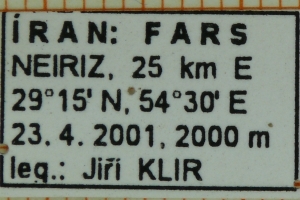 ÍRAN: FARS
NEIRIZ, 25 km E
29°15'N, 54°30'E
23. 4. 2001, 2000 m
leg.: Jiří KLIR